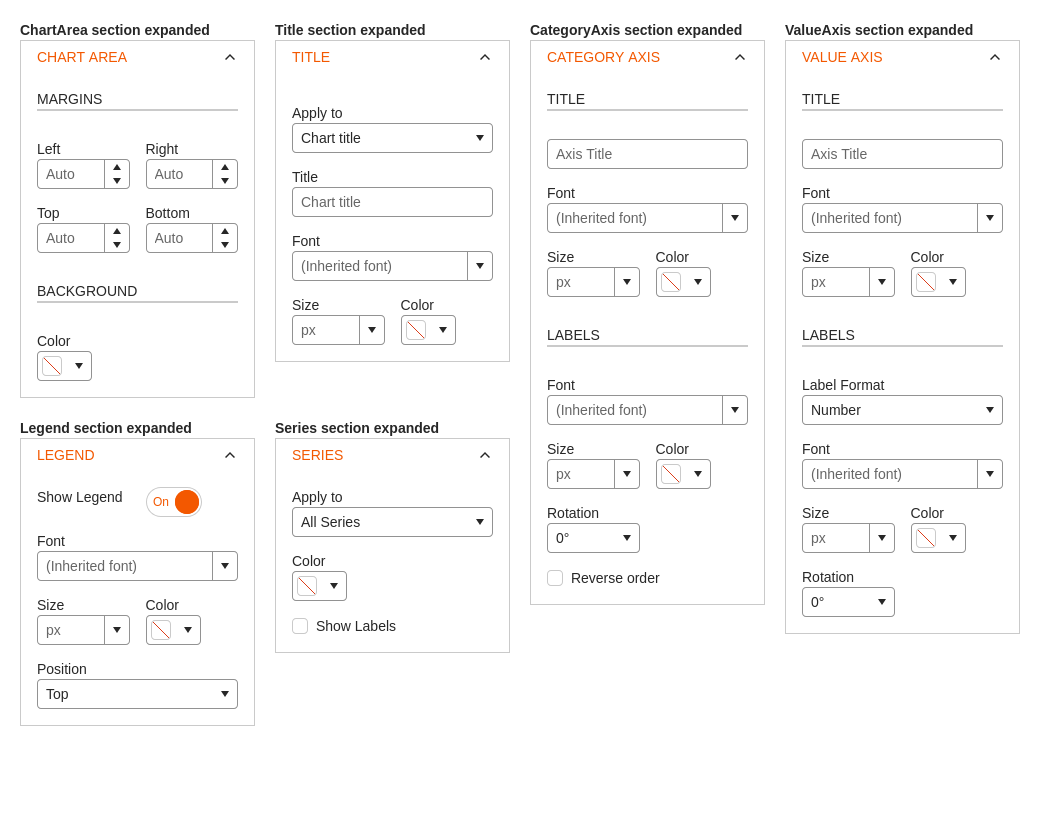 ChartArea section expanded
CHART AREA
MARGINS
Left Right
Auto Auto
Top Bottom
Auto Auto
BACKGROUND
Color
Title section expanded
TITLE
Apply to
Chart title
Title
Chart title
Font
(Inherited font)
Size Color
px
CategoryAxis section expanded
CATEGORY AXIS
TITLE
Axis Title
Font
(Inherited font)
Size Color
px
LABELS
Font
(Inherited font)
Size Color
px
Rotation
0°
Reverse order
ValueAxis section expanded
VALUE AXIS
TITLE
Axis Title
Font
(Inherited font)
Size Color
px
LABELS
Label Format
Number
Font
(Inherited font)
Size Color
px
Rotation
0°
Legend section expanded
LEGEND
Show Legend On
Font
(Inherited font)
Size Color
px
Position
Top
Series section expanded
SERIES
Apply to
All Series
Color
Show Labels